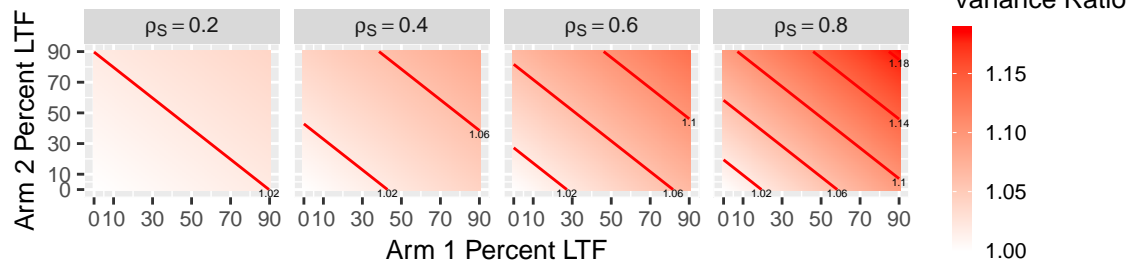 Variance Ratio
ρS = 0.2
ρS = 0.4
ρS = 0.6
ρS = 0.8
Arm 2 Percent LTF
90
70
50
30
10
0
1.02
1.02
1.06
1.02
1.06
1.1
1.02
1.06
1.1
1.14
1.18
0 10 30 50 70 90
0 10 30 50 70 90
0 10 30 50 70 90
0 10 30 50 70 90
Arm 1 Percent LTF
1.15
1.10
1.05
1.00